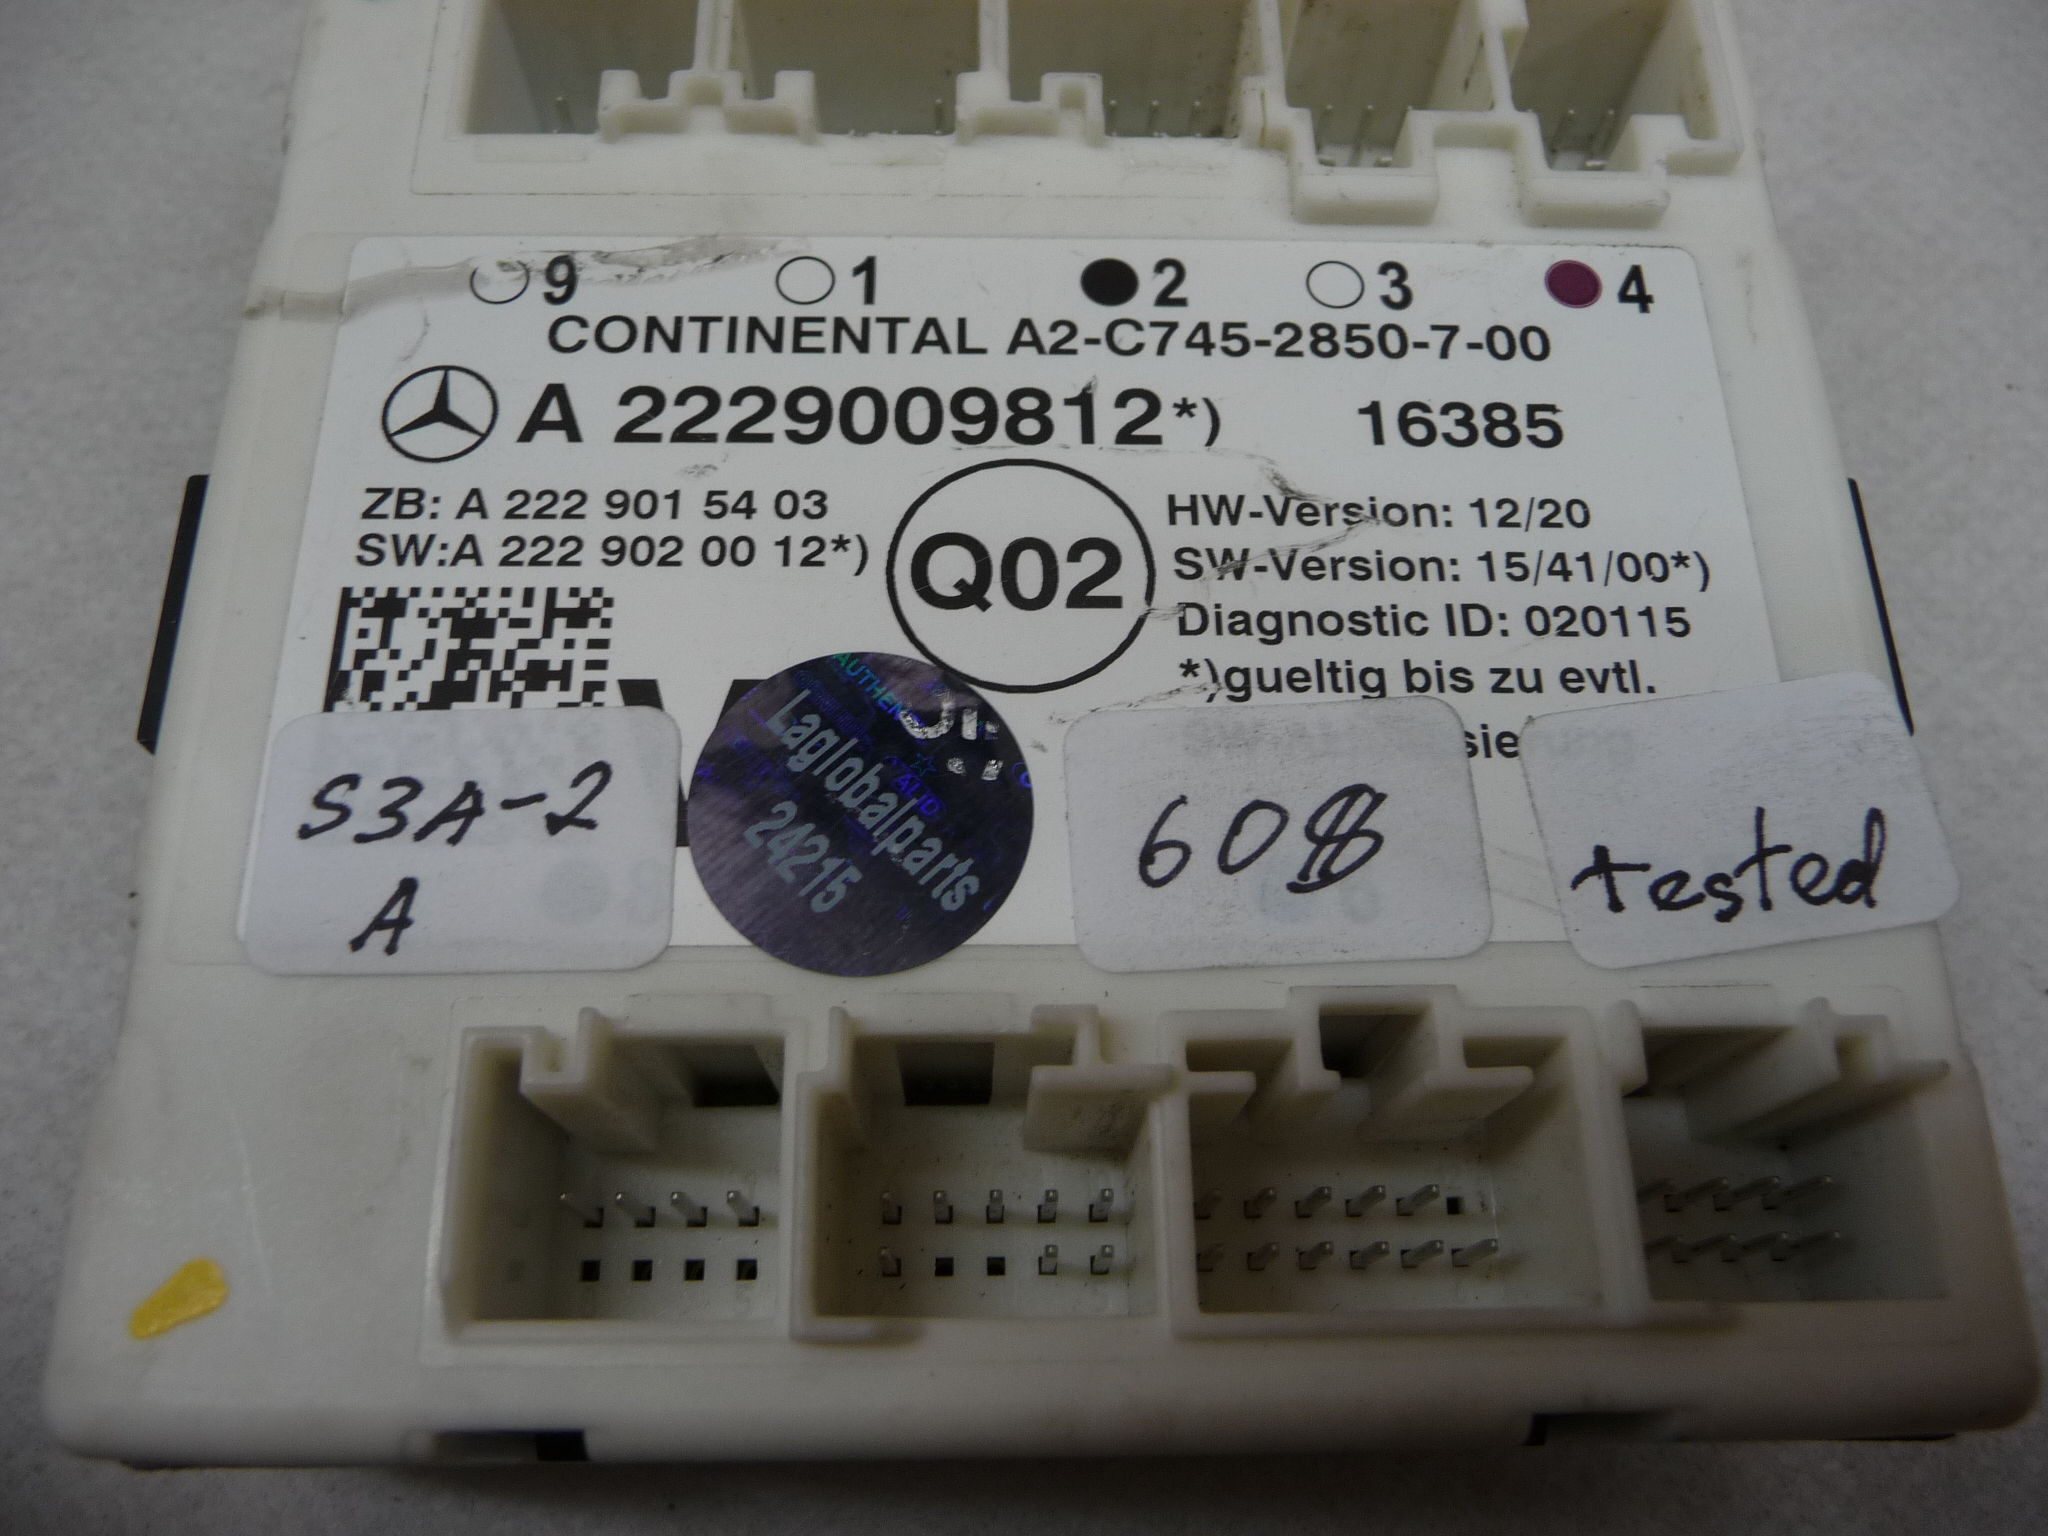 9 1 2 3 4
CONTINENTAL A2-C745-2850-7-00
A 2229009812*) 16385
ZB: A 222 901 54 03
SW:A 222 902 00 12*)
Q02
HW-Version: 12/20
SW-Version: 15/41/00*)
Diagnostic ID: 020115
*)gueltig bis zu evtl.
S3A-2
A
Laglobalparts
24215
608
tested